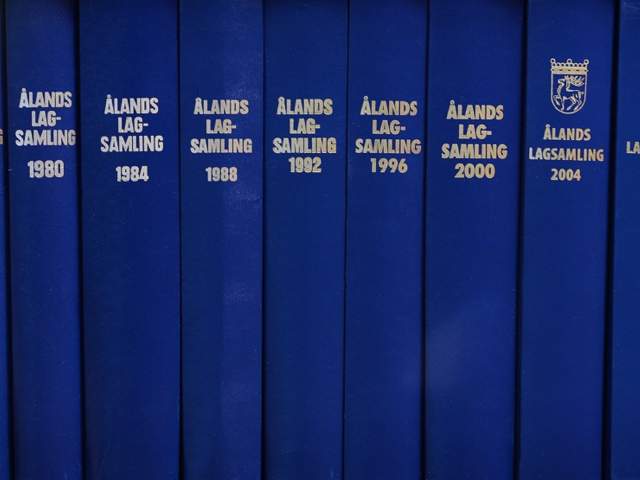 ÅLANDS
LAG-
SAMLING
1980
ÅLANDS
LAG-
SAMLING
1984
ÅLANDS
LAG-
SAMLING
1988
ÅLANDS
LAG-
SAMLING
1992
ÅLANDS
LAG-
SAMLING
1996
ÅLANDS
LAG-
SAMLING
2000
ÅLANDS
LAGSAMLING
2004
LA